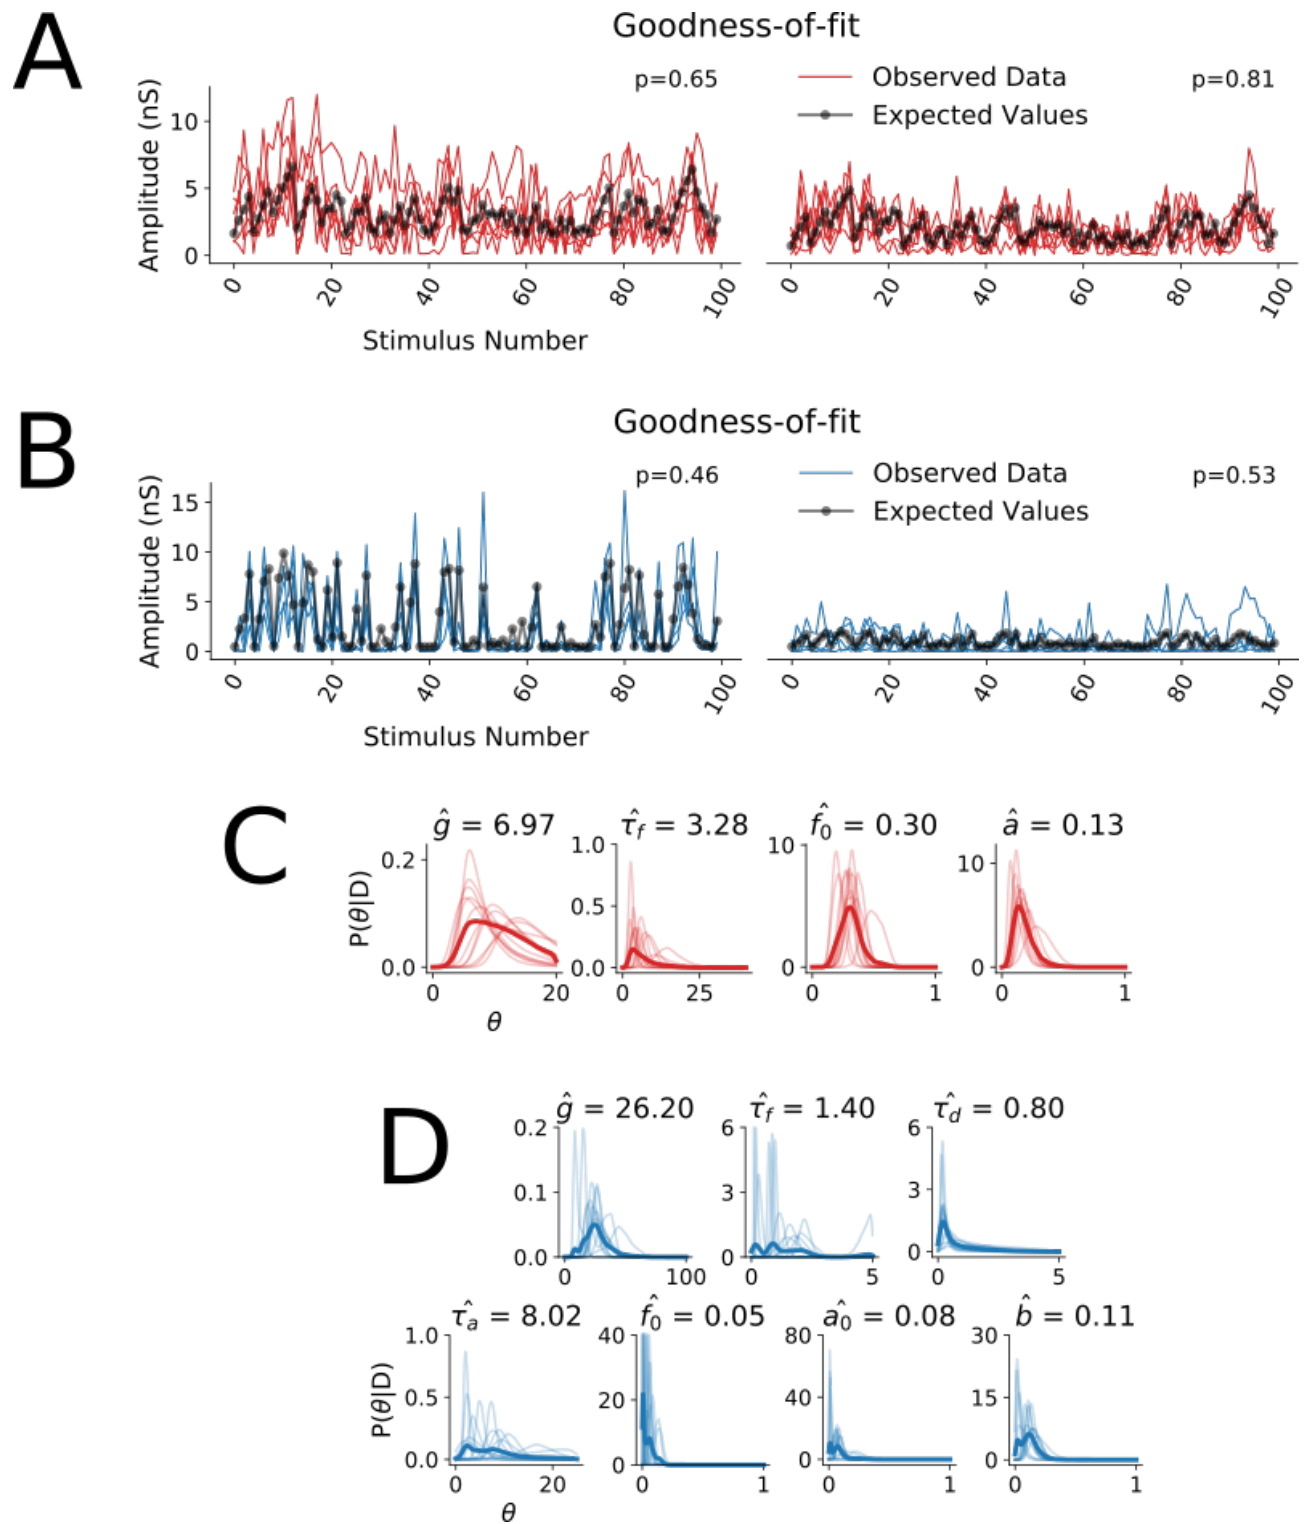 A
Goodness-of-fit
p=0.65
Observed Data
p=0.81
Expected Values
Amplitude (nS)
10
5
0
0 20 40 60 80 100
0 20 40 60 80 100
Stimulus Number
B
Goodness-of-fit
p=0.46
Observed Data
p=0.53
Expected Values
Amplitude (nS)
15
10
5
0
0 20 40 60 80 100
0 20 40 60 80 100
Stimulus Number
C
ĝ = 6.97
τ̂_f = 3.28
f̂_0 = 0.30
â = 0.13
P(θ|D)
0.2
0.0
0 20
θ
1.0
0.5
0.0
0 25
10
0
0 1
10
0
0 1
D
ĝ = 26.20
τ̂_f = 1.40
τ̂_d = 0.80
0.2
0.1
0.0
0 100
6
3
0
0 5
6
3
0
0 5
τ̂_a = 8.02
f̂_0 = 0.05
â_0 = 0.08
b̂ = 0.11
P(θ|D)
1.0
0.5
0.0
0 20
θ
40
20
0
0 1
80
40
0
0 1
30
15
0
0 1